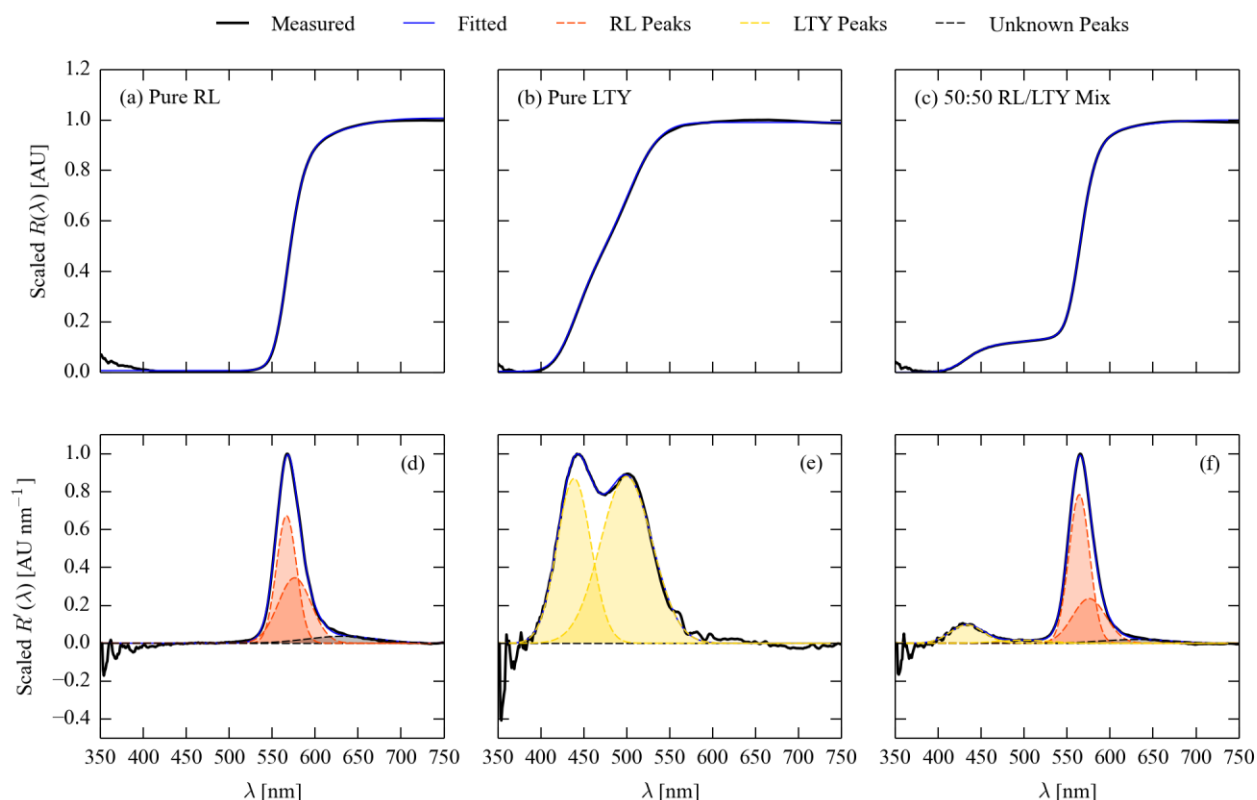 Measured Fitted RL Peaks LTY Peaks Unknown Peaks
(a) Pure RL
(b) Pure LTY
(c) 50:50 RL/LTY Mix
Scaled R(λ) [AU]
1.2
1.0
0.8
0.6
0.4
0.2
0.0
(d)
(e)
(f)
Scaled R′(λ) [AU nm⁻¹]
1.0
0.8
0.6
0.4
0.2
0.0
−0.2
−0.4
350 400 450 500 550 600 650 700 750
350 400 450 500 550 600 650 700 750
350 400 450 500 550 600 650 700 750
λ [nm]
λ [nm]
λ [nm]